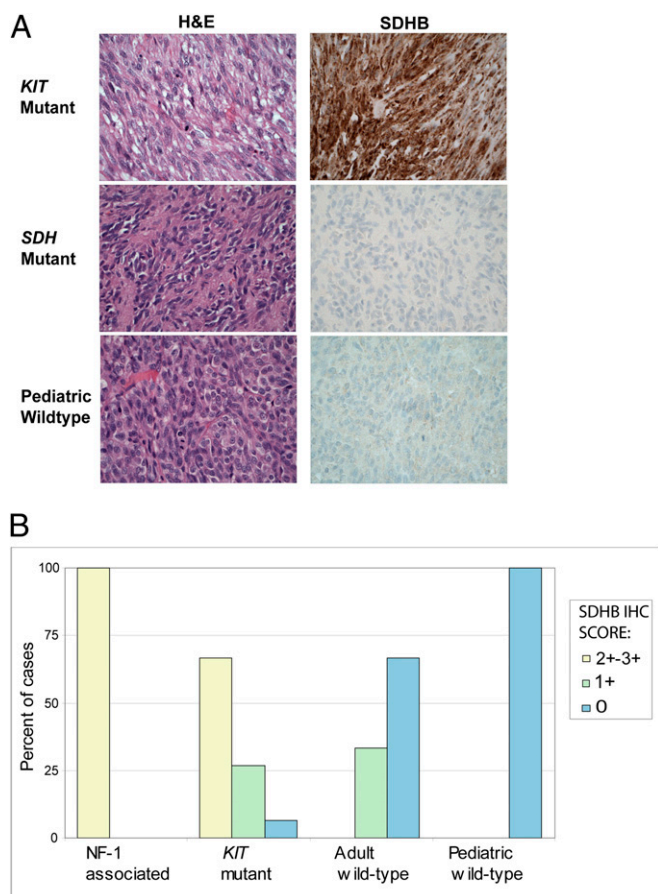 A
H&E
SDHB
KIT
Mutant
SDH
Mutant
Pediatric
Wildtype
B
100
75
50
25
0
Percent of cases
NF-1
associated
KIT
mutant
Adult
wild-type
Pediatric
wild-type
SDHB IHC
SCORE:
2+-3+
1+
0